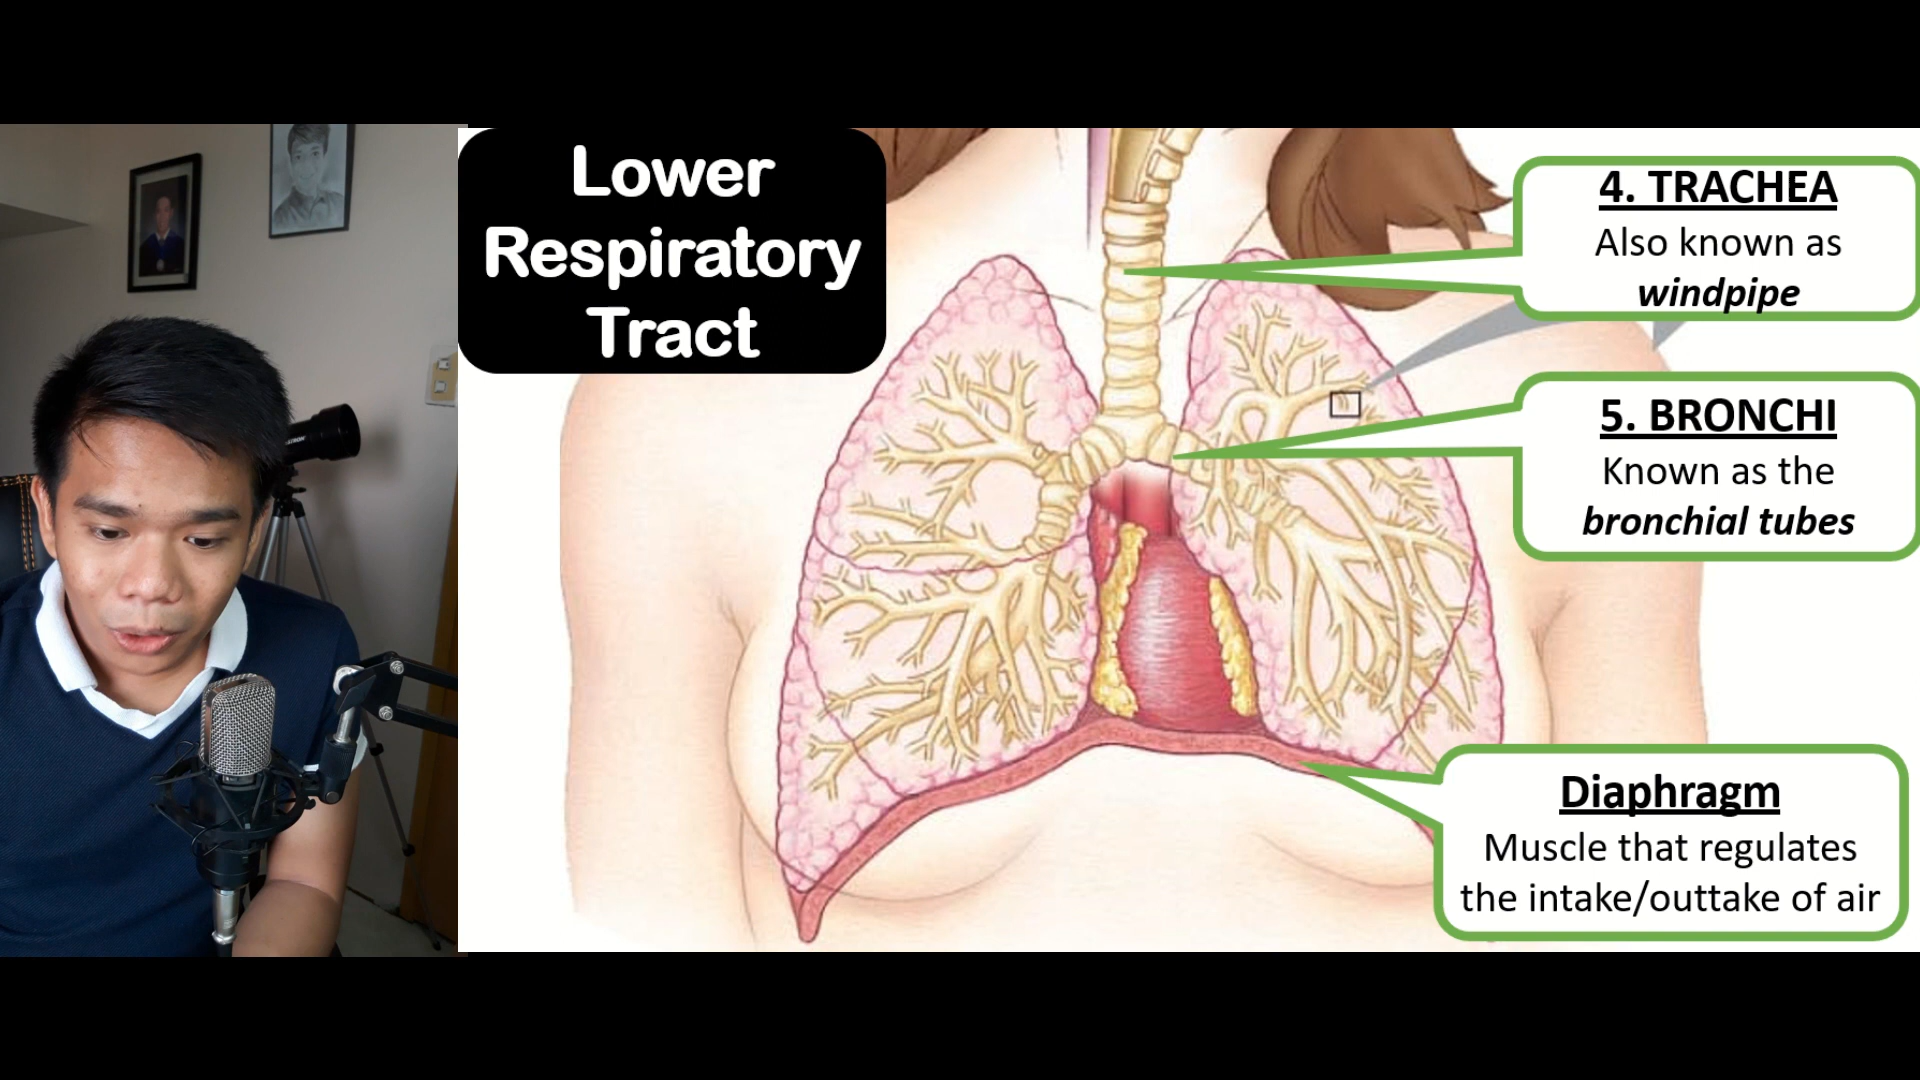 Lower
Respiratory
Tract
4. TRACHEA
Also known as
windpipe
5. BRONCHI
Known as the
bronchial tubes
Diaphragm
Muscle that regulates
the intake/outtake of air